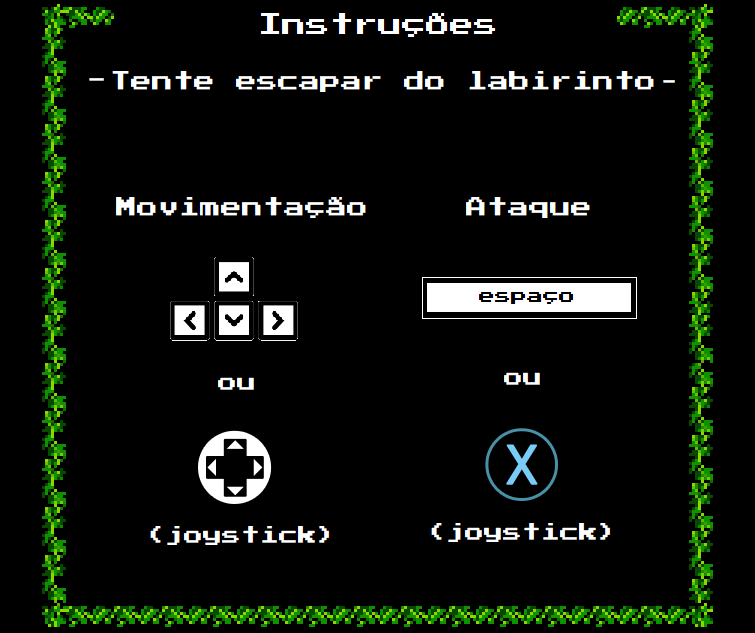 Instruções
-Tente escapar do labirinto-
Movimentação
Ataque
espaço
ou
ou
X
(joystick)
(joystick)